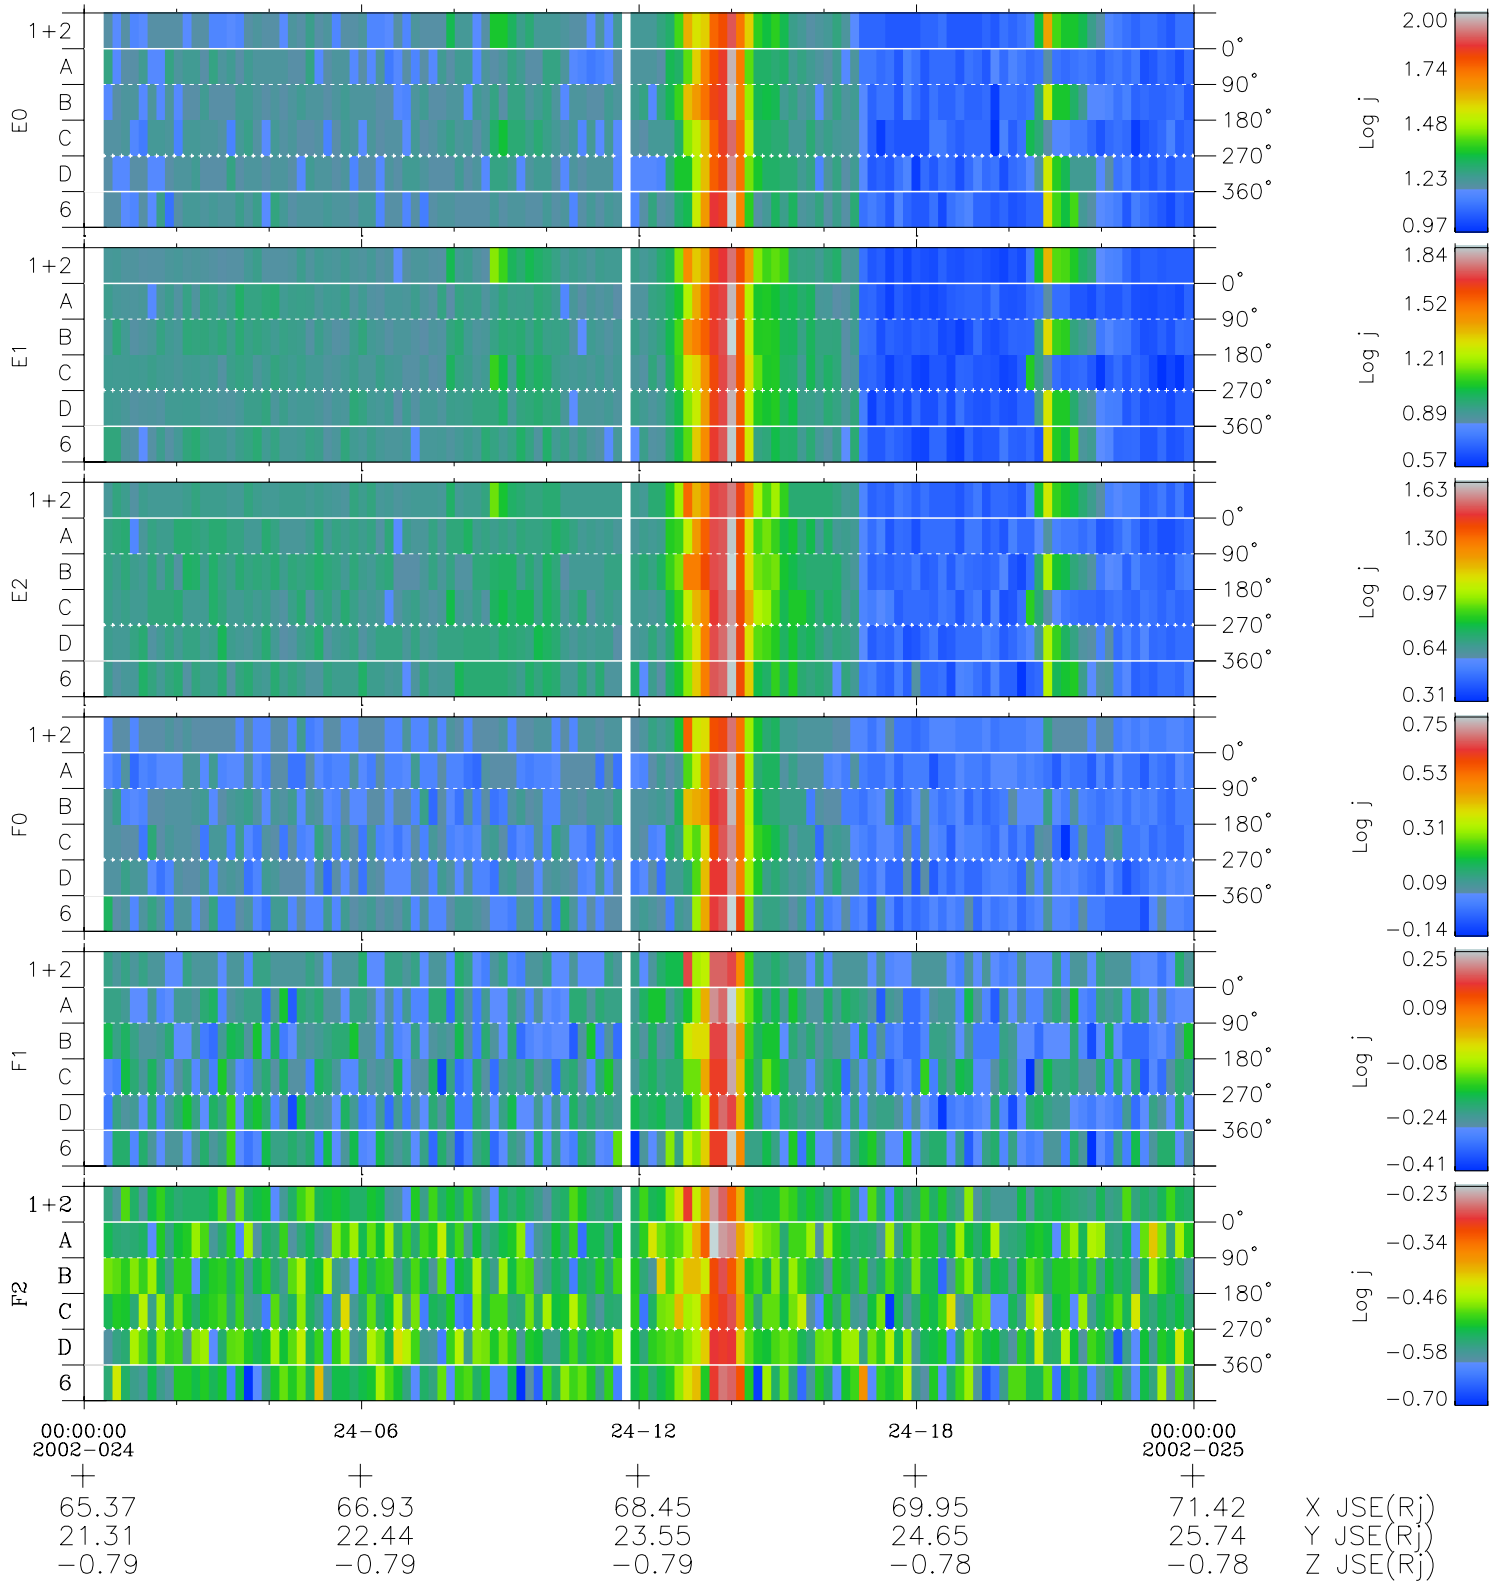 E0
1+2
A
B
C
D
6
0°
90°
180°
270°
360°
Log j
2.00
1.74
1.48
1.23
0.97
E1
1+2
A
B
C
D
6
0°
90°
180°
270°
360°
Log j
1.84
1.52
1.21
0.89
0.57
E2
1+2
A
B
C
D
6
0°
90°
180°
270°
360°
Log j
1.63
1.30
0.97
0.64
0.31
F0
1+2
A
B
C
D
6
0°
90°
180°
270°
360°
Log j
0.75
0.53
0.31
0.09
−0.14
F1
1+2
A
B
C
D
6
0°
90°
180°
270°
360°
Log j
0.25
0.09
−0.08
−0.24
−0.41
F2
1+2
A
B
C
D
6
0°
90°
180°
270°
360°
Log j
−0.23
−0.34
−0.46
−0.58
−0.70
00:00:00 24−06 24−12 24−18 00:00:00
2002−024 2002−025
65.37 66.93 68.45 69.95 71.42 X JSE(Rj)
21.31 22.44 23.55 24.65 25.74 Y JSE(Rj)
−0.79 −0.79 −0.79 −0.78 −0.78 Z JSE(Rj)